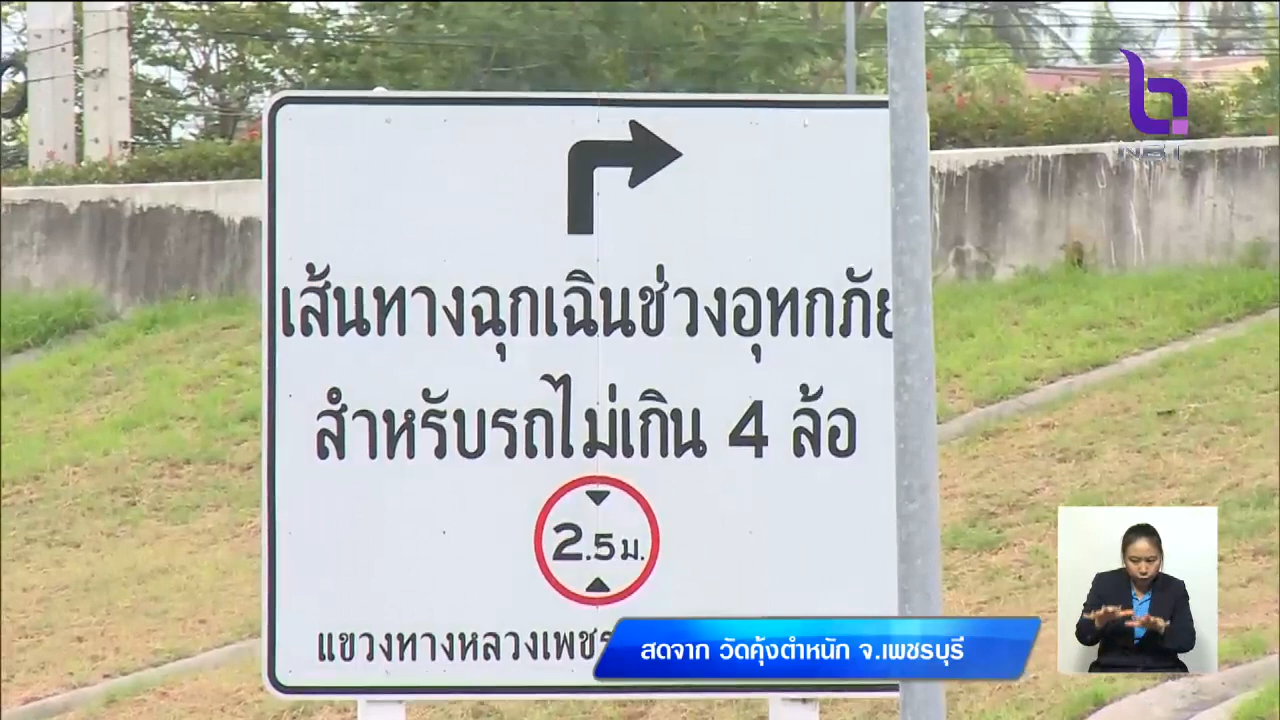 NBT
เส้นทางฉุกเฉินช่วงอุทกภัย
สำหรับรถไม่เกิน 4 ล้อ
2.5 ม.
แขวงทางหลวงเพชร
สดจาก วัดคุ้งตำหนัก จ.เพชรบุรี